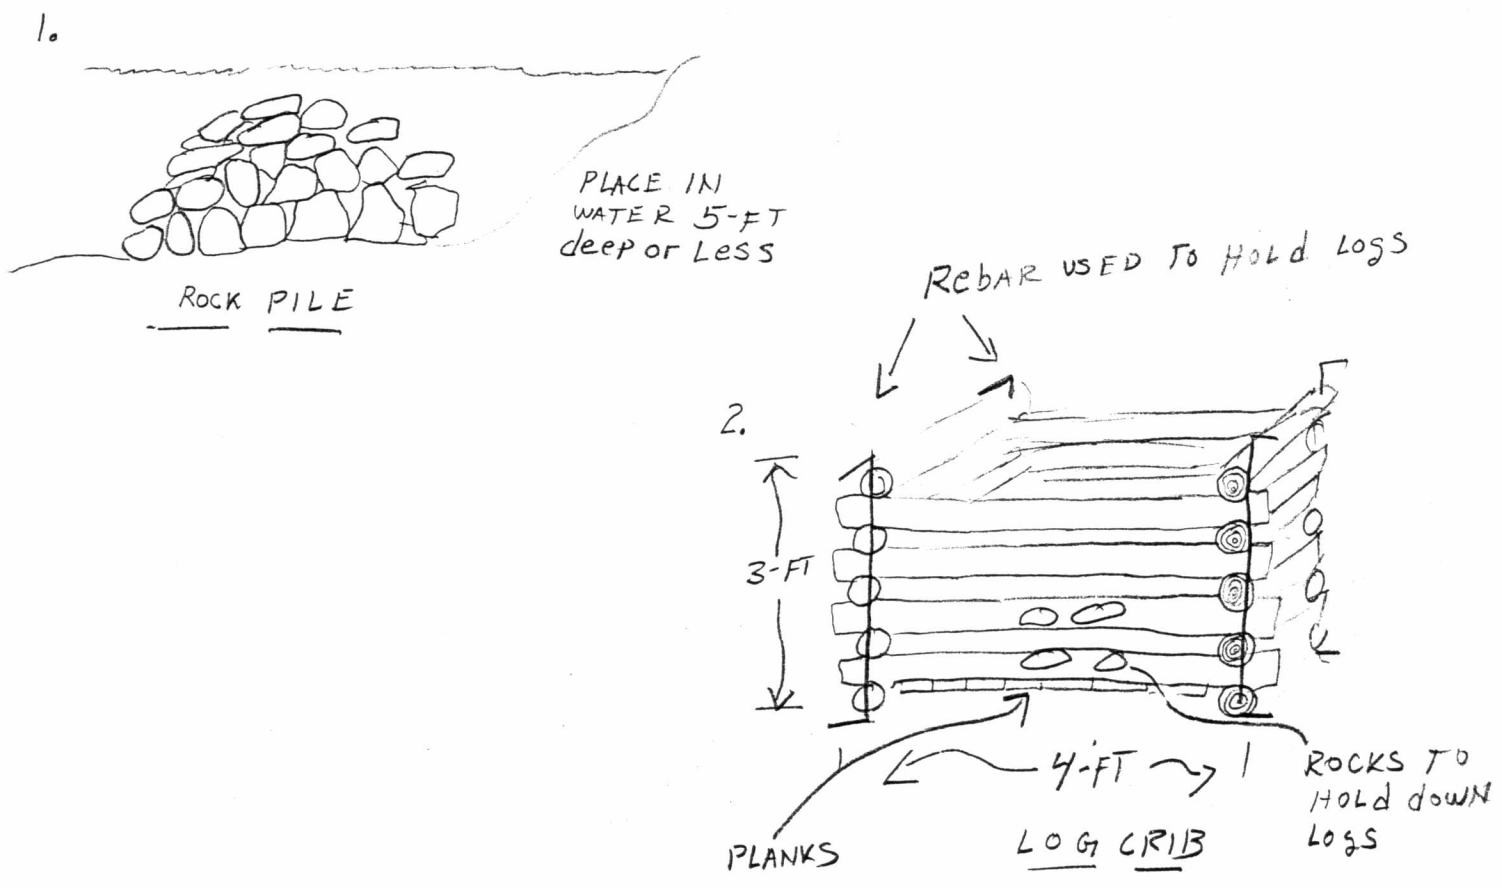 1.
PLACE IN
WATER 5-FT
deep or Less
ROCK PILE
RebAR USED TO HOLd LOGS
2.
3-FT
4-FT
PLANKS
LOG CRIB
ROCKS TO
HOLd dOWN
LOGS